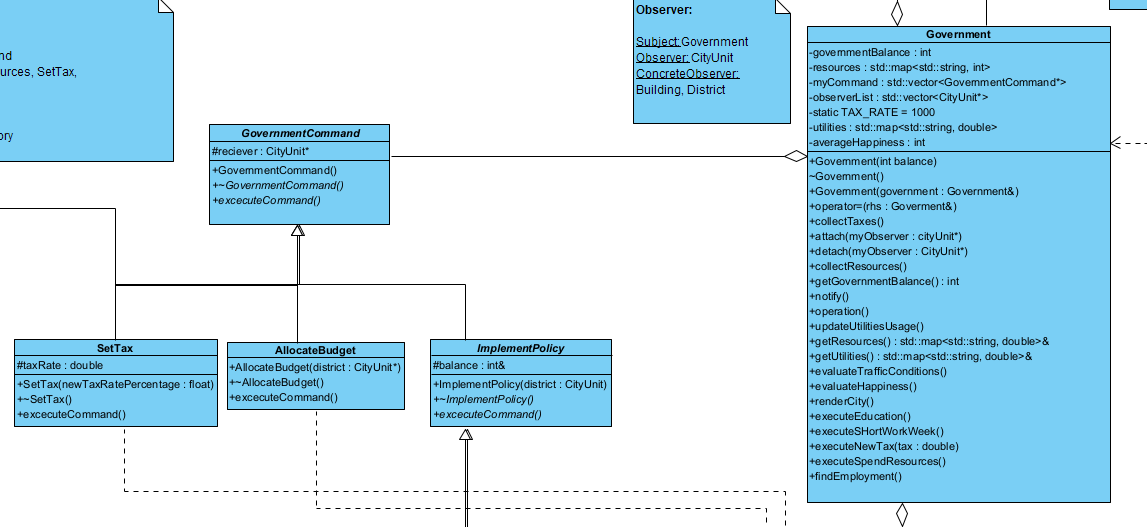 nd
urces, SetTax,
ory
Observer:
Subject:Government
Observer: CityUnit
ConcreteObserver:
Building, District
Government
-governmentBalance : int
-resources : std::map<std::string, int>
-myCommand : std::vector<GovernmentCommand*>
-observerList : std::vector<CityUnit*>
-static TAX_RATE = 1000
-utilities : std::map<std::string, double>
-averageHappiness : int
+Government(int balance)
~Government()
+Government(government : Government&)
+operator=(rhs : Goverment&)
+collectTaxes()
+attach(myObserver : cityUnit*)
+detach(myObserver : CityUnit*)
+collectResources()
+getGovernmentBalance() : int
+notify()
+operation()
+updateUtilitiesUsage()
+getResources() : std::map<std::string, double>&
+getUtilities() : std::map<std::string, double>&
+evaluateTrafficConditions()
+evaluateHappiness()
+renderCity()
+executeEducation()
+executeSHortWorkWeek()
+executeNewTax(tax : double)
+executeSpendResources()
+findEmployment()
GovernmentCommand
#reciever : CityUnit*
+GovernmentCommand()
+~GovernmentCommand()
+excecuteCommand()
SetTax
#taxRate : double
+SetTax(newTaxRatePercentage : float)
+~SetTax()
+excecuteCommand()
AllocateBudget
+AllocateBudget(district : CityUnit*)
+~AllocateBudget()
+excecuteCommand()
ImplementPolicy
#balance : int&
+ImplementPolicy(district : CityUnit)
+~ImplementPolicy()
+excecuteCommand()